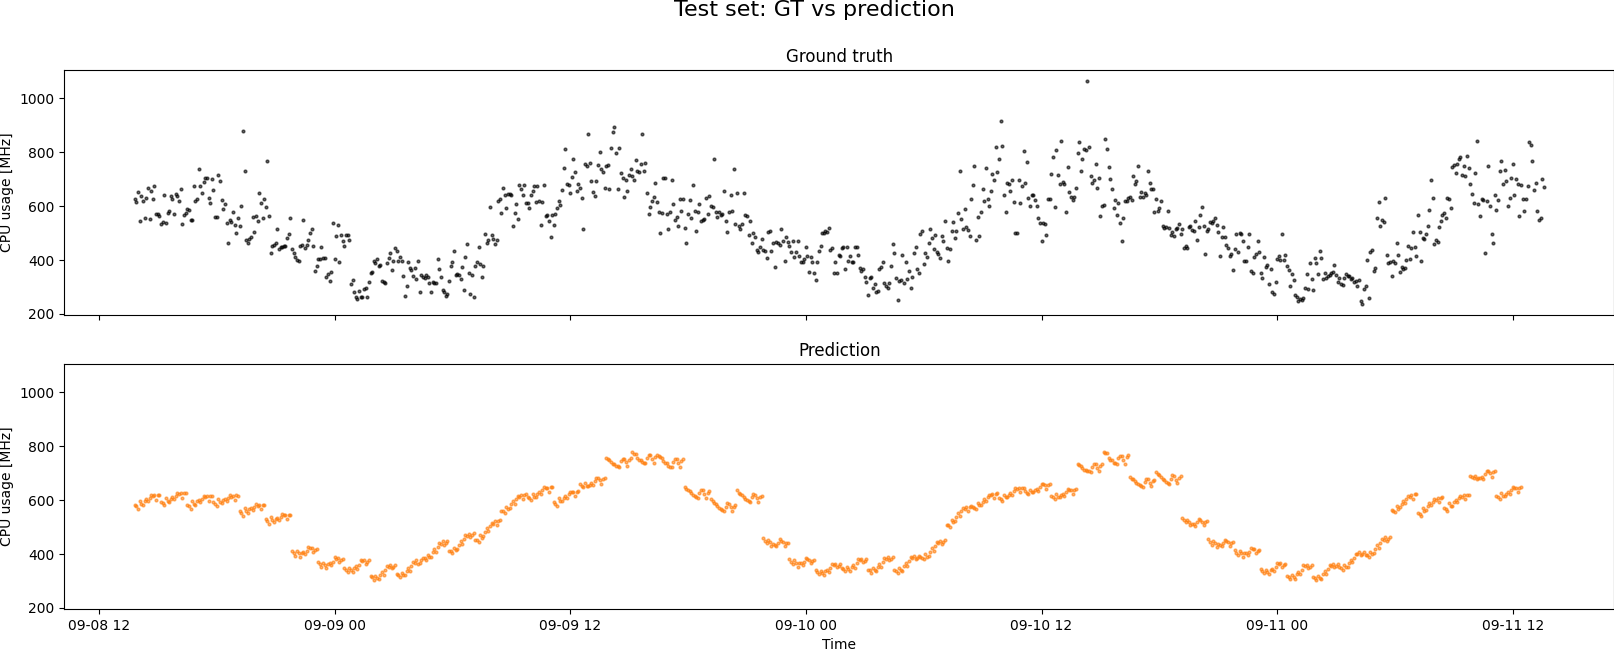 Test set: GT vs prediction
Ground truth
1000
800
600
400
200
CPU usage [MHz]
Prediction
1000
800
600
400
200
CPU usage [MHz]
09-08 12 09-09 00 09-09 12 09-10 00 09-10 12 09-11 00 09-11 12
Time